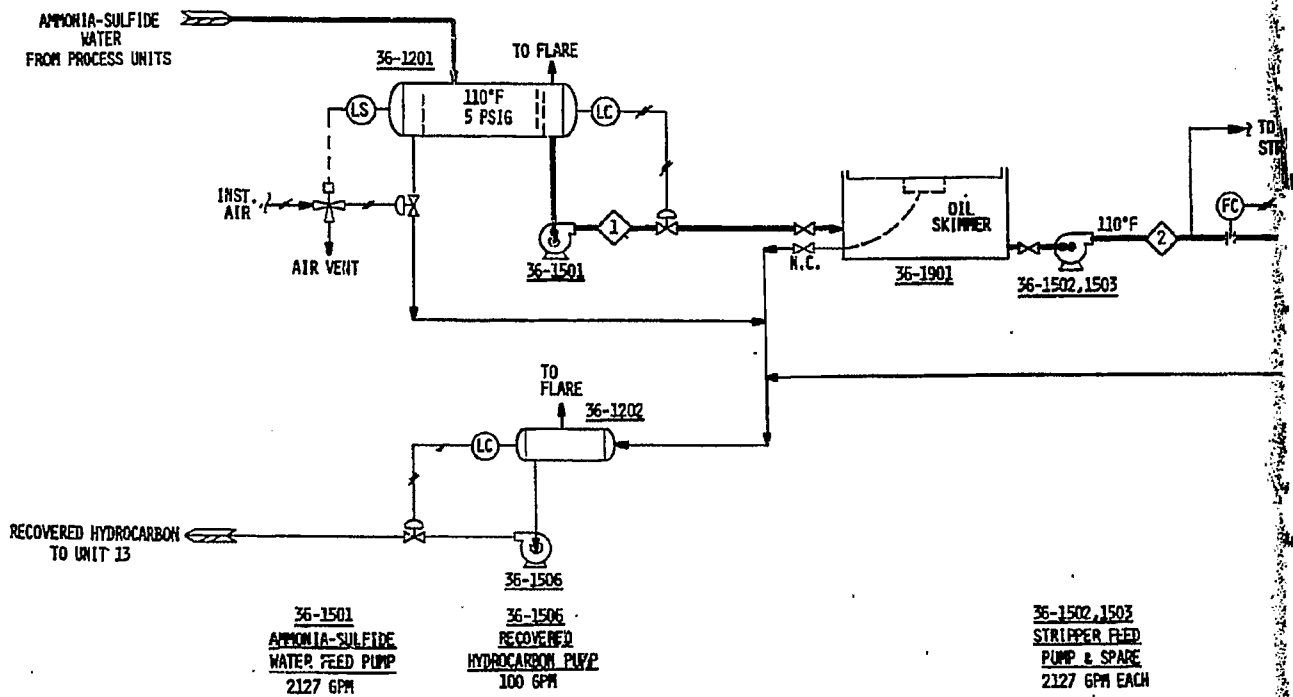 AMMONIA-SULFIDE
WATER
FROM PROCESS UNITS
36-1201
TO FLARE
LS
110°F
5 PSIG
LC
INST.
AIR
AIR VENT
1
36-1501
N.C.
OIL
SKIMMER
36-1901
110°F
2
36-1502,1503
TO
FC
TO
FLARE
36-1202
LC
RECOVERED HYDROCARBON
TO UNIT 13
36-1506
36-1501
AMMONIA-SULFIDE
WATER FEED PUMP
2127 GPM
36-1506
RECOVERED
HYDROCARBON PUMP
100 GPM
36-1502,1503
STRIPPER FEED
PUMP & SPARE
2127 GPM EACH